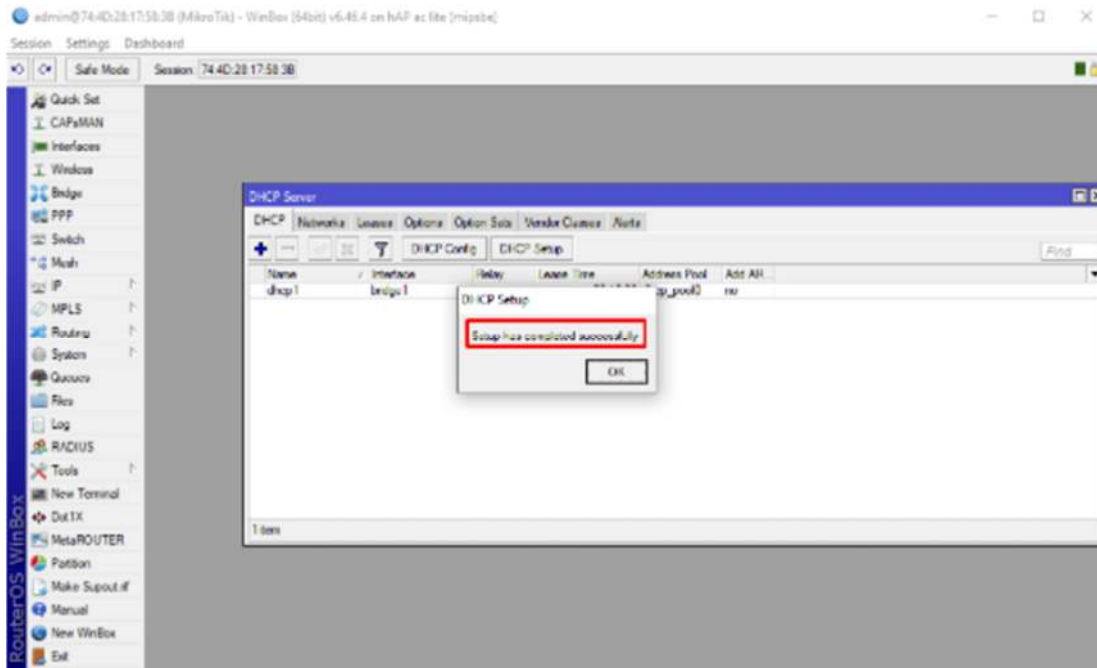 admin@74:4D:28:17:58:3B (MikroTik) - WinBox (64bit) v6.46.4 on hAP ac lite (mipsbe)
Session Settings Dashboard
Safe Mode Session: 74:4D:28:17:58:3B
Quick Set
CAPsMAN
Interfaces
Wireless
Bridge
PPP
Switch
Mesh
IP
MPLS
Routing
System
Queues
Files
Log
RADIUS
Tools
New Terminal
Dot1X
MetaROUTER
Partition
Make Supout.rif
Manual
New WinBox
Exit
RouterOS WinBox
DHCP Server
DHCP Networks Leases Options Option Sets Vendor Classes Alerts
DHCP Config DHCP Setup
Find
Name Interface Relay Lease Time Address Pool Add AR...
dhcp1 bridge1 no
DHCP Setup
Setup has completed successfully
OK
1 item